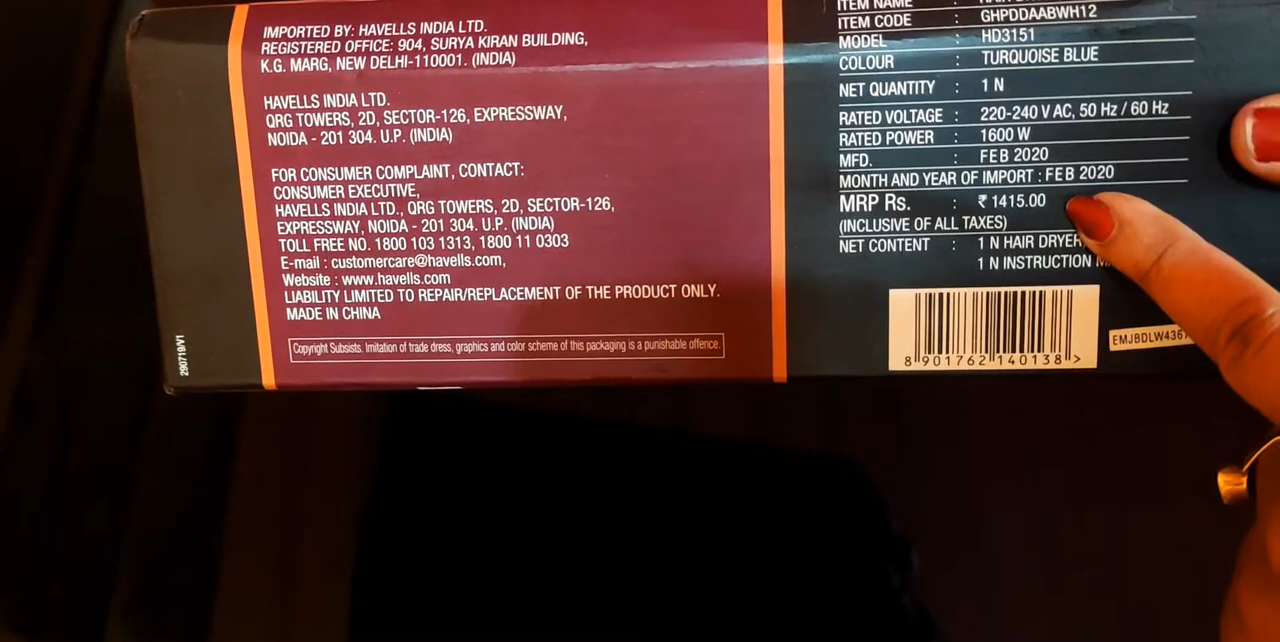 IMPORTED BY: HAVELLS INDIA LTD.
REGISTERED OFFICE: 904, SURYA KIRAN BUILDING,
K.G. MARG, NEW DELHI-110001. (INDIA)
HAVELLS INDIA LTD.
QRG TOWERS, 2D, SECTOR-126, EXPRESSWAY,
NOIDA - 201 304. U.P. (INDIA)
FOR CONSUMER COMPLAINT, CONTACT:
CONSUMER EXECUTIVE,
HAVELLS INDIA LTD., QRG TOWERS, 2D, SECTOR-126,
EXPRESSWAY, NOIDA - 201 304. U.P. (INDIA)
TOLL FREE NO. 1800 103 1313, 1800 11 0303
E-mail : customercare@havells.com,
Website : www.havells.com
LIABILITY LIMITED TO REPAIR/REPLACEMENT OF THE PRODUCT ONLY.
MADE IN CHINA
Copyright Subsists. Imitation of trade dress, graphics and color scheme of this packaging is a punishable offence.
290719/V1
ITEM NAME :
ITEM CODE : GHPDDAABWH12
MODEL : HD3151
COLOUR : TURQUOISE BLUE
NET QUANTITY : 1 N
RATED VOLTAGE : 220-240 V AC, 50 Hz / 60 Hz
RATED POWER : 1600 W
MFD. : FEB 2020
MONTH AND YEAR OF IMPORT : FEB 2020
MRP Rs. : ₹ 1415.00
(INCLUSIVE OF ALL TAXES)
NET CONTENT : 1 N HAIR DRYER,
1 N INSTRUCTION
8 901762 140138 >